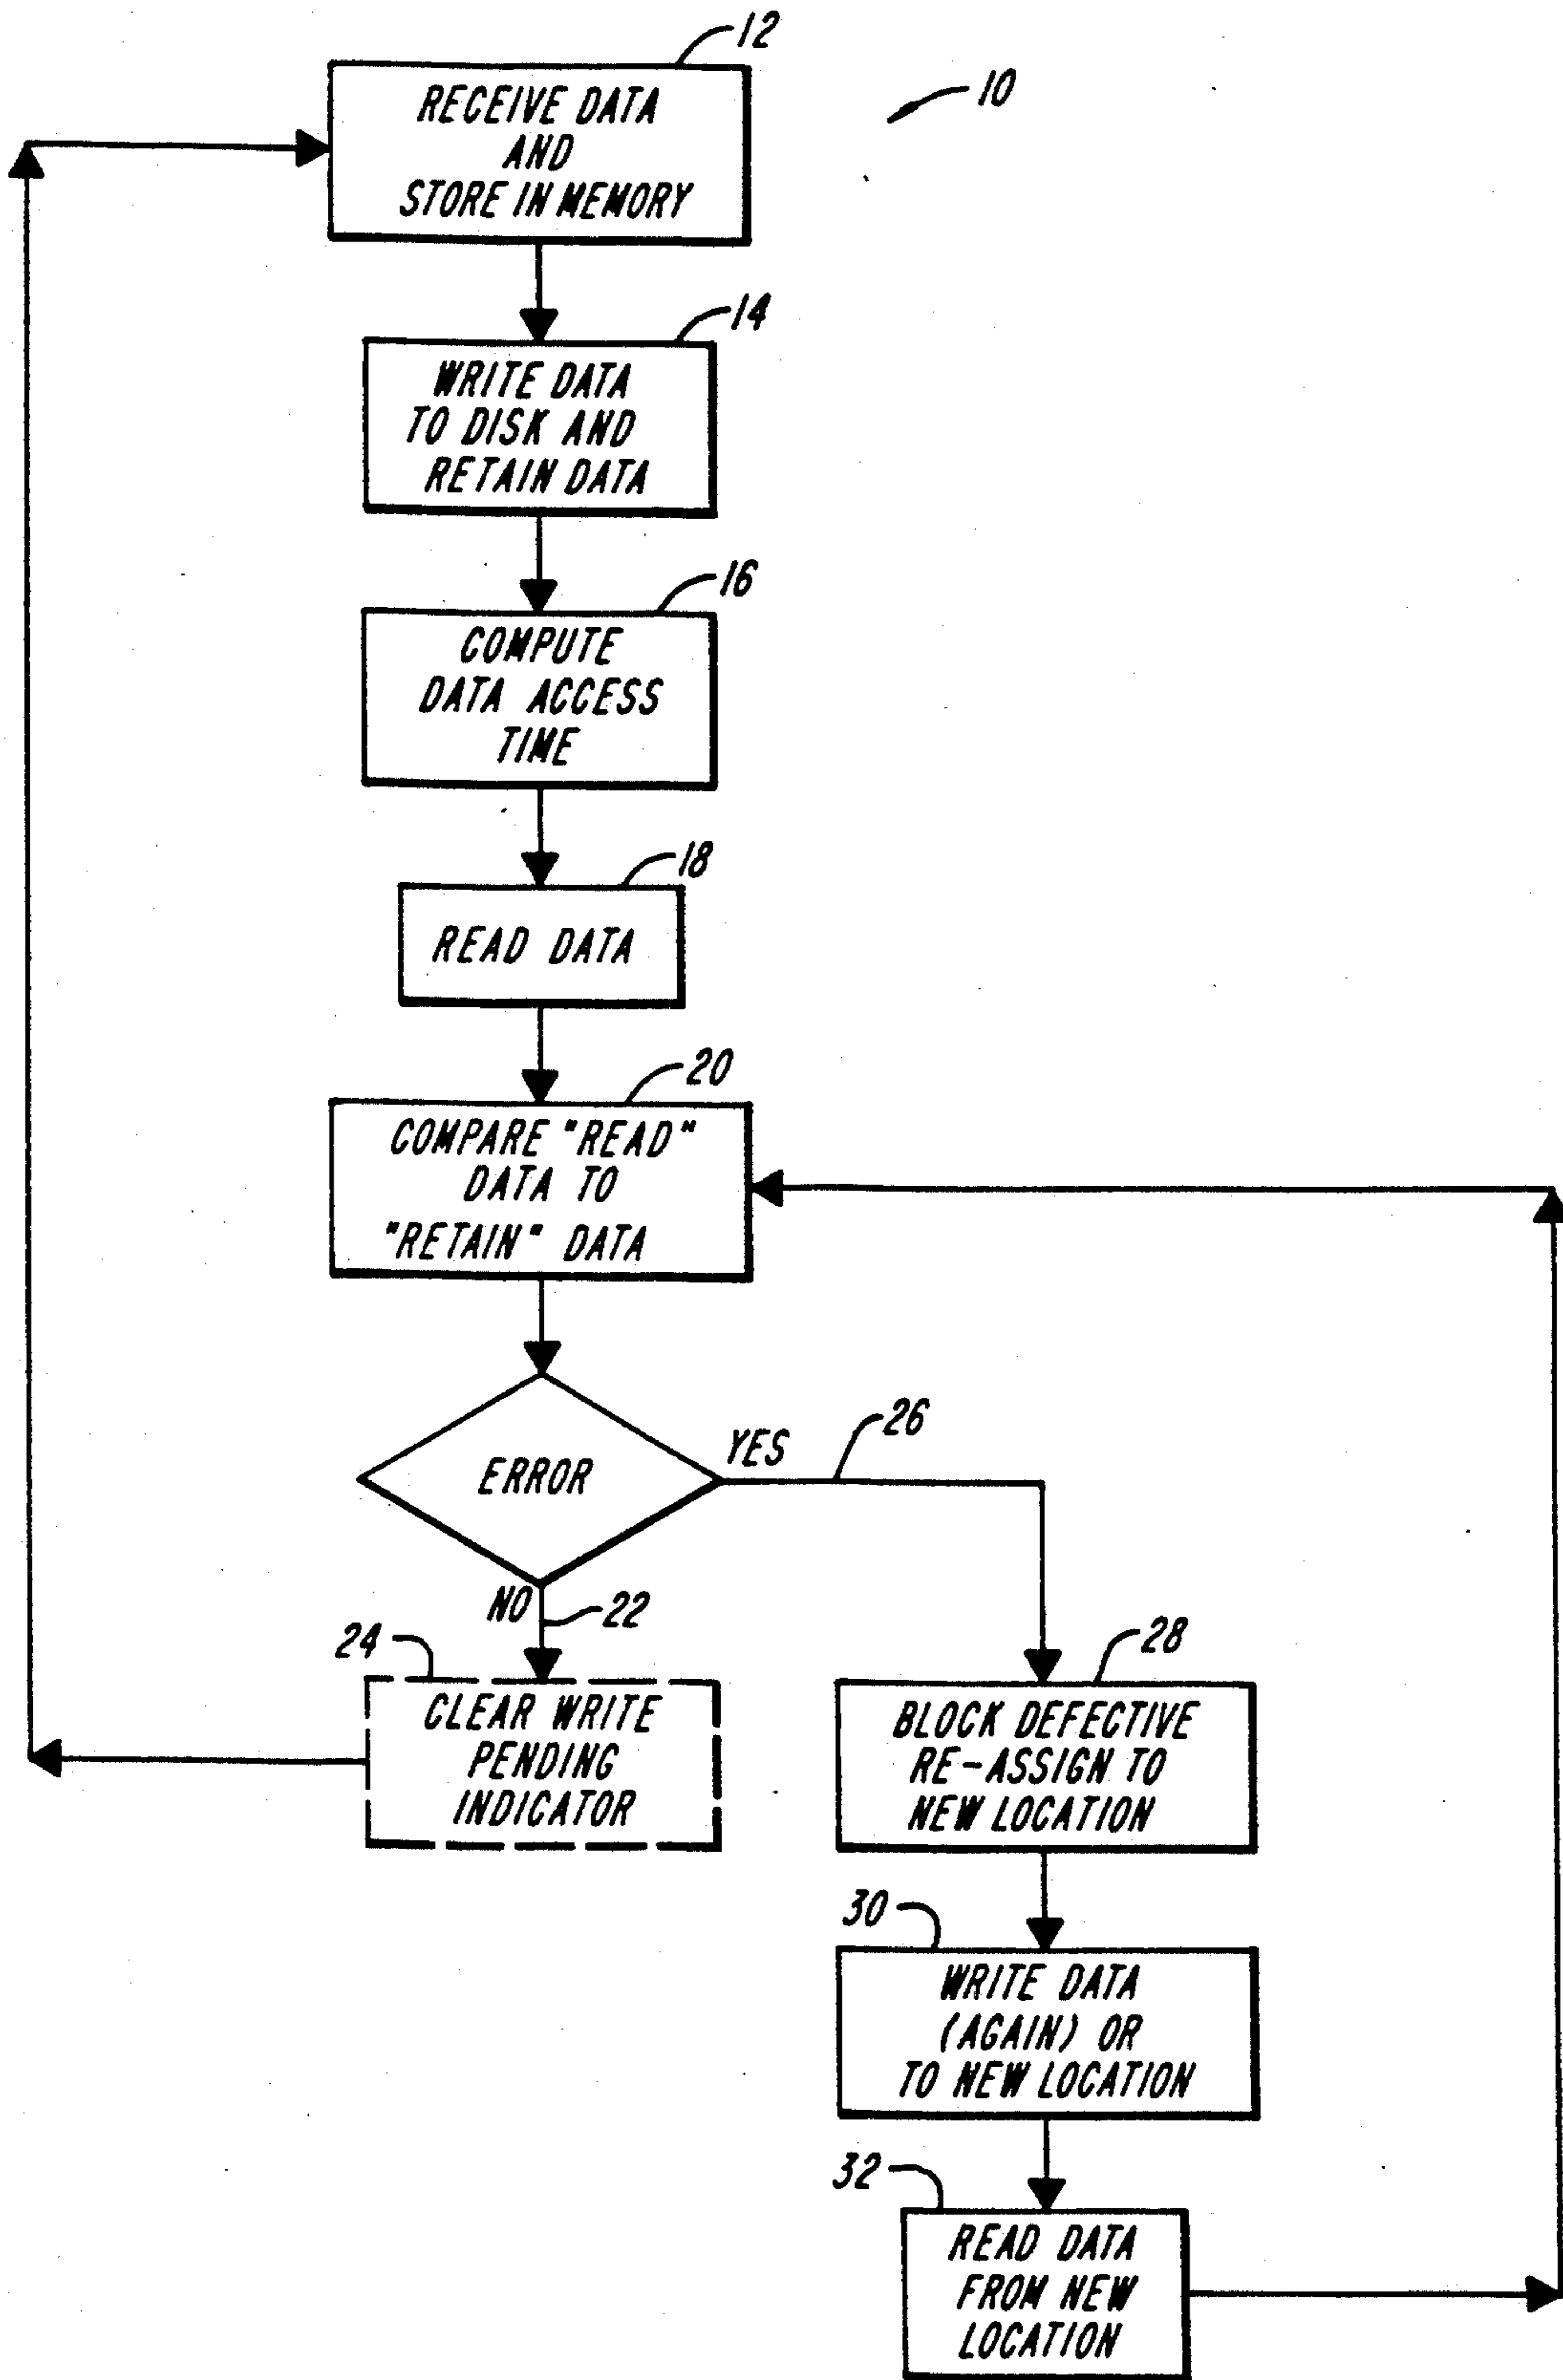 12
10
RECEIVE DATA
AND
STORE IN MEMORY
14
WRITE DATA
TO DISK AND
RETAIN DATA
16
COMPUTE
DATA ACCESS
TIME
18
READ DATA
20
COMPARE "READ"
DATA TO
"RETAIN" DATA
ERROR
YES
26
NO
22
24
CLEAR WRITE
PENDING
INDICATOR
28
BLOCK DEFECTIVE
RE-ASSIGN TO
NEW LOCATION
30
WRITE DATA
(AGAIN) OR
TO NEW LOCATION
32
READ DATA
FROM NEW
LOCATION